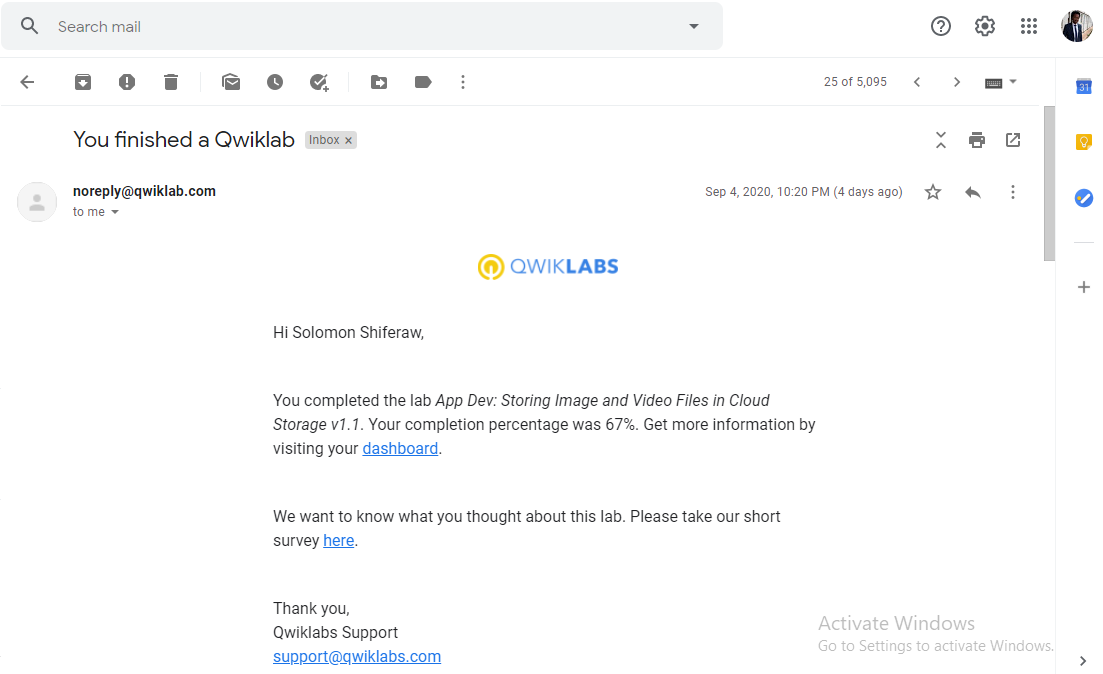 Search mail
25 of 5,095
31
You finished a Qwiklab
Inbox ×
noreply@qwiklab.com
Sep 4, 2020, 10:20 PM (4 days ago)
to me
QWIKLABS
Hi Solomon Shiferaw,
You completed the lab App Dev: Storing Image and Video Files in Cloud
Storage v1.1. Your completion percentage was 67%. Get more information by
visiting your dashboard.
We want to know what you thought about this lab. Please take our short
survey here.
Thank you,
Qwiklabs Support
support@qwiklabs.com
Activate Windows
Go to Settings to activate Windows.